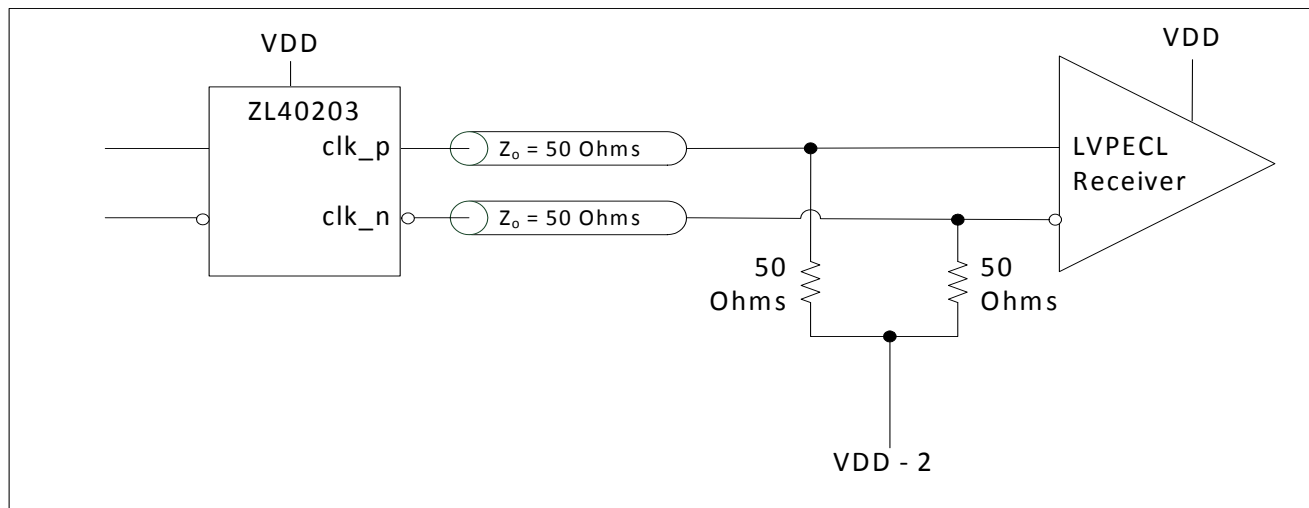 VDD
ZL40203
clk_p
clk_n
Zo = 50 Ohms
Zo = 50 Ohms
VDD
LVPECL
Receiver
50
Ohms
50
Ohms
VDD - 2